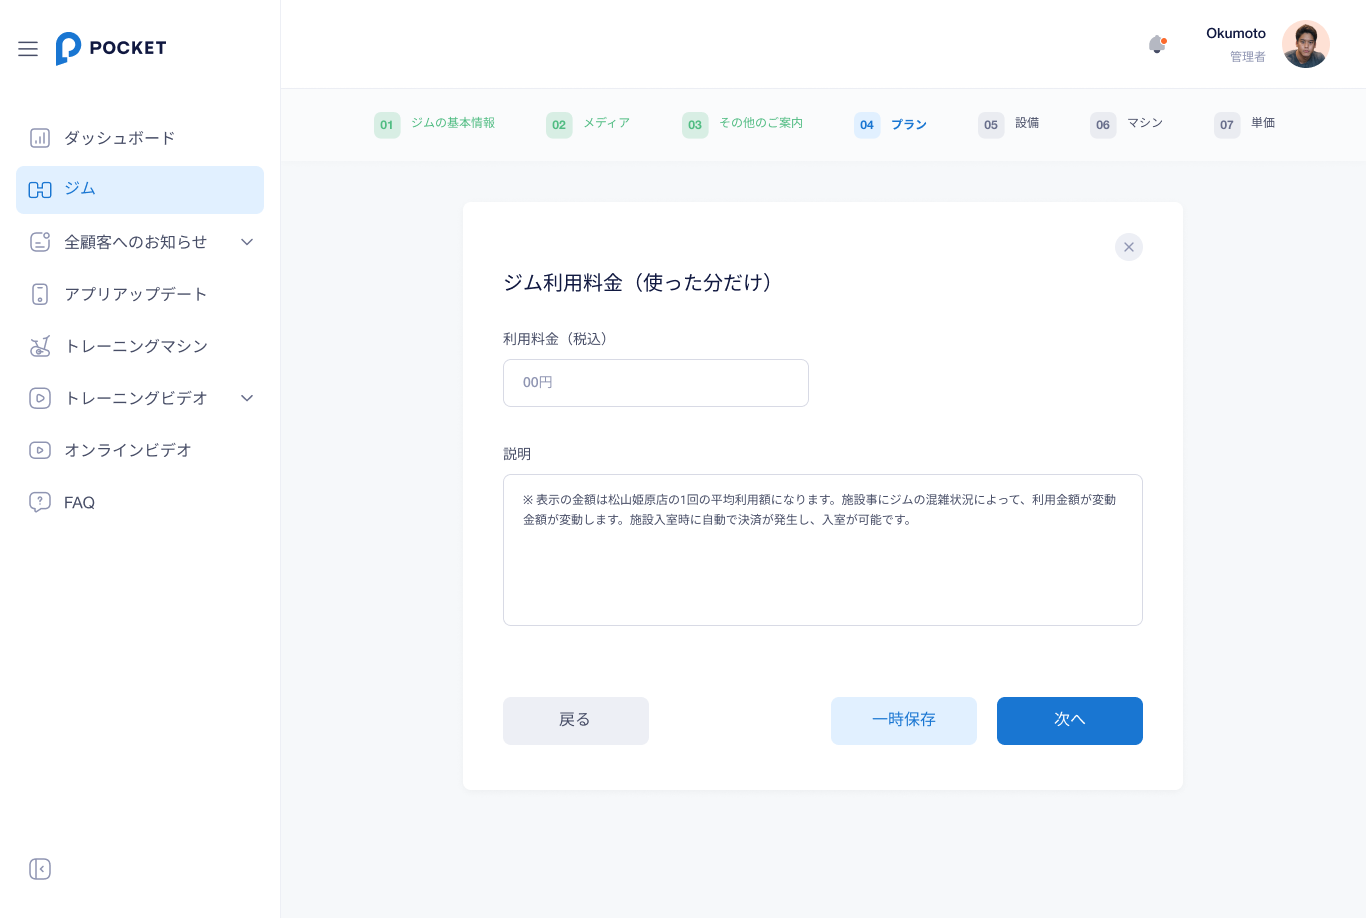 POCKET
Okumoto
管理者
ダッシュボード
ジム
全顧客へのお知らせ
アプリアップデート
トレーニングマシン
トレーニングビデオ
オンラインビデオ
FAQ
01 ジムの基本情報
02 メディア
03 その他のご案内
04 プラン
05 設備
06 マシン
07 単価
ジム利用料金（使った分だけ）
利用料金（税込）
00円
説明
※ 表示の金額は松山姫原店の1回の平均利用額になります。施設事にジムの混雑状況によって、利用金額が変動
金額が変動します。施設入室時に自動で決済が発生し、入室が可能です。
戻る
一時保存
次へ